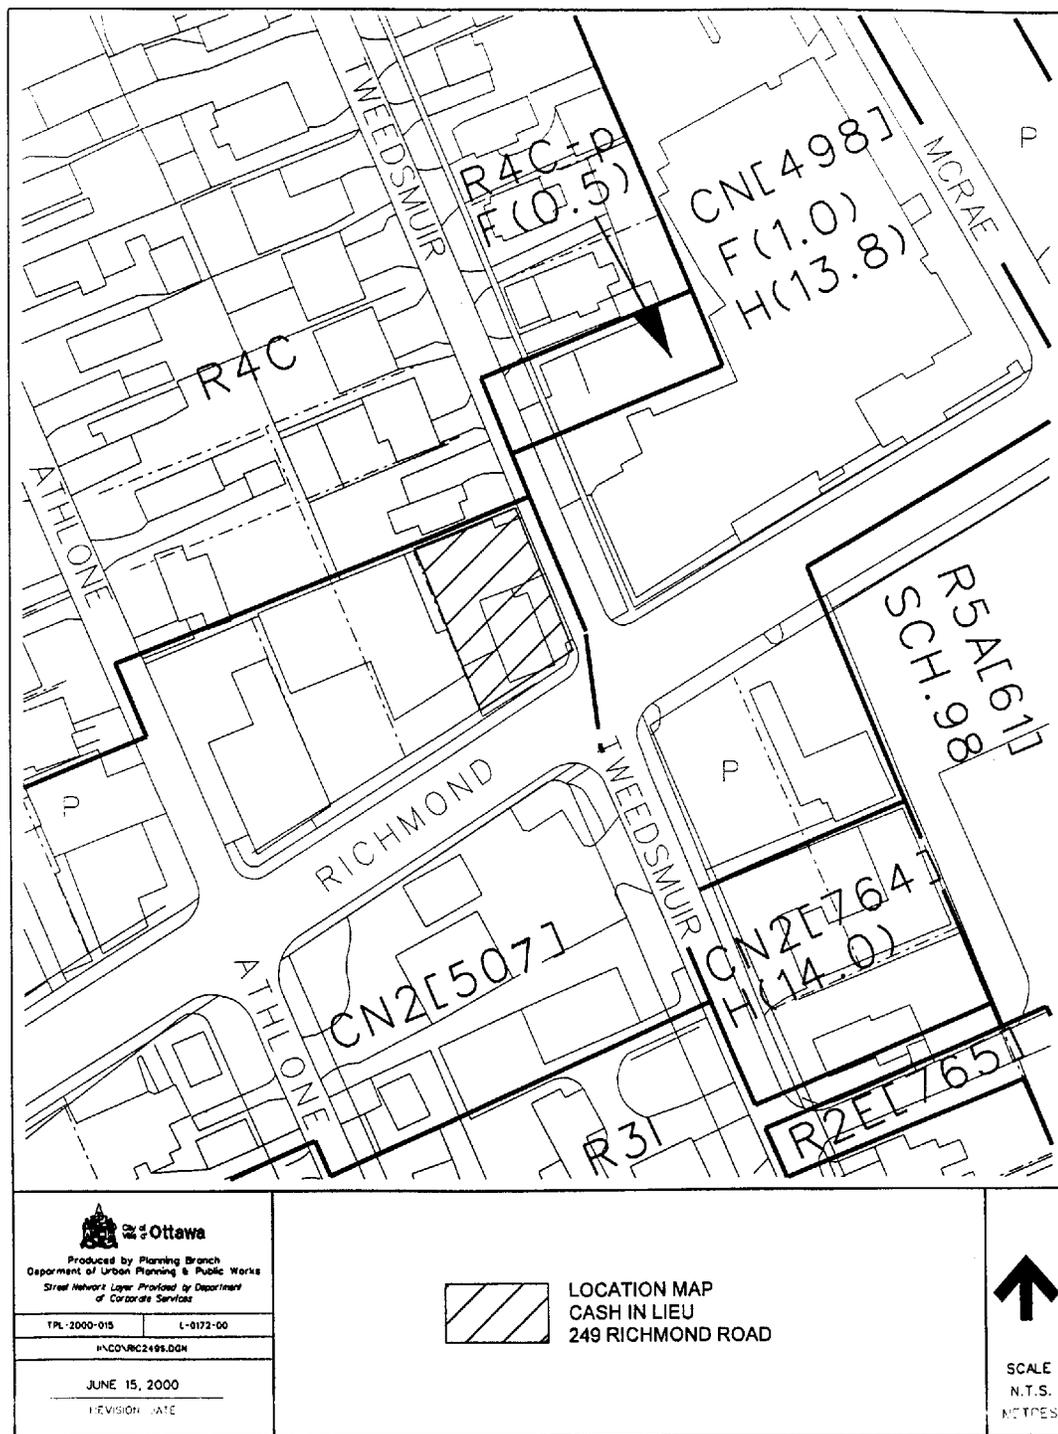 TWEEDSMUIR
R4C-p
F(0.5)
CN[498]
F(1.0)
H(13.8)
MCRAE
P
R4C
ATHLONE
R5A[61]
SCH.98
P
P
RICHMOND
TWEEDSMUIR
CN2[764]
H(14.0)
CN2[507]
ATHLONE
R3I
R2E[765]
City of
Ville d'
Ottawa
Produced by Planning Branch
Deparment of Urban Planning & Public Works
Street Network Layer Provided by Department
of Corporate Services
TPL-2000-015
L-0172-00
JUNE 15, 2000
REVISION DATE
LOCATION MAP
CASH IN LIEU
249 RICHMOND ROAD
SCALE
N.T.S.
METRES